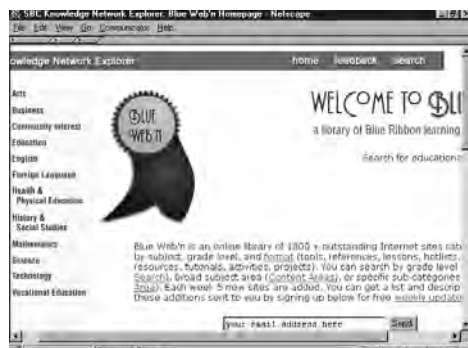 SBC Knowledge Network Explorer: Blue Web'n Homepage - Netscape
File Edit View Go Communicator Help
owledge Network Explorer home feedback search
Arts
Business
Community Interest
Education
English
Foreign Language
Health &
Physical Education
History &
Social Studies
Mathematics
Science
Technology
Vocational Education
BLUE
WEB'N
WELCOME TO BLU
a library of Blue Ribbon learning
Search for educationa
Blue Web'n is an online library of 1800 + outstanding Internet sites cate
by subject, grade level, and format (tools, references, lessons, hotlists,
resources, tutorials, activities, projects). You can search by grade level
Search), broad subject area (Content Areas), or specific sub-categories
Area). Each week 5 new sites are added. You can get a list and descrip
these additions sent to you by signing up below for free weekly update
your email address here Send